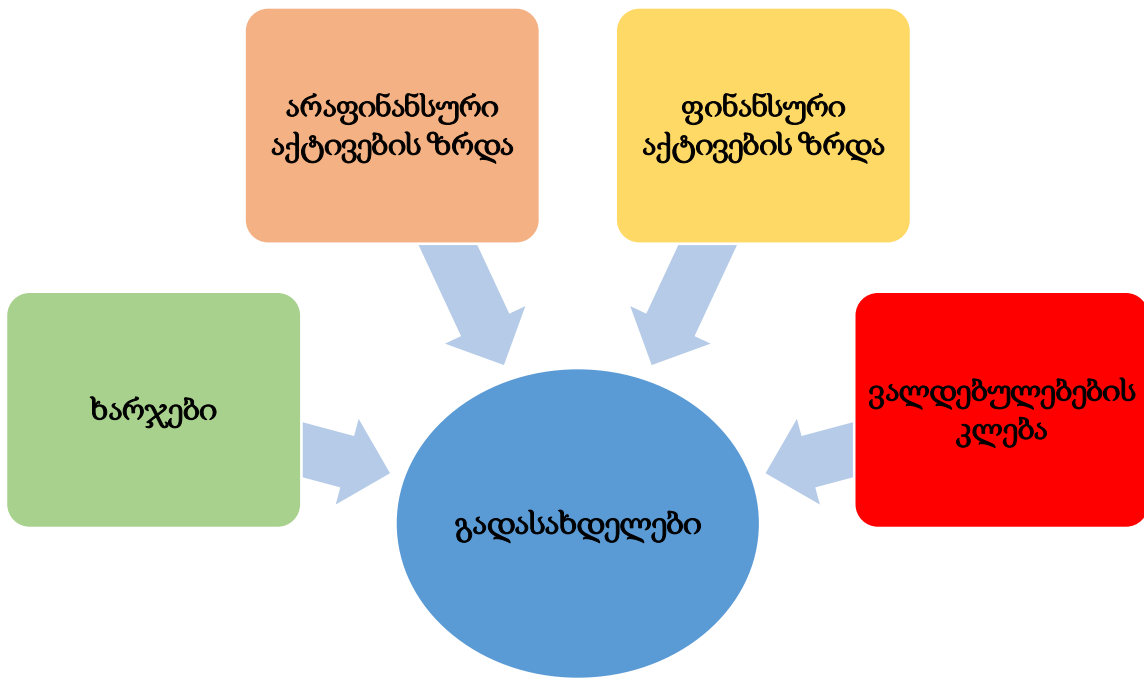 არაფინანსური
აქტივების ზრდა
ფინანსური
აქტივების ზრდა
ხარჯები
ვალდებულებების
კლება
გადასახდელები